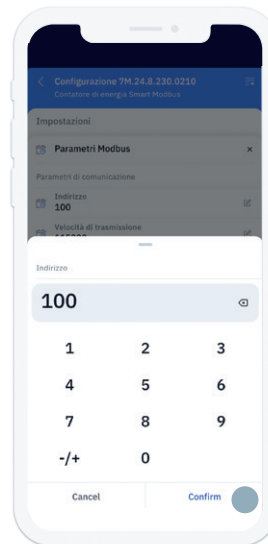 Configurazione 7M.24.8.230.0210
Contatore di energia Smart Modbus
Impostazioni
Parametri Modbus ×
Parametri di comunicazione
Indirizzo
100
Velocità di trasmissione
115200
Indirizzo
100
1 2 3
4 5 6
7 8 9
-/+ 0
Cancel Confirm